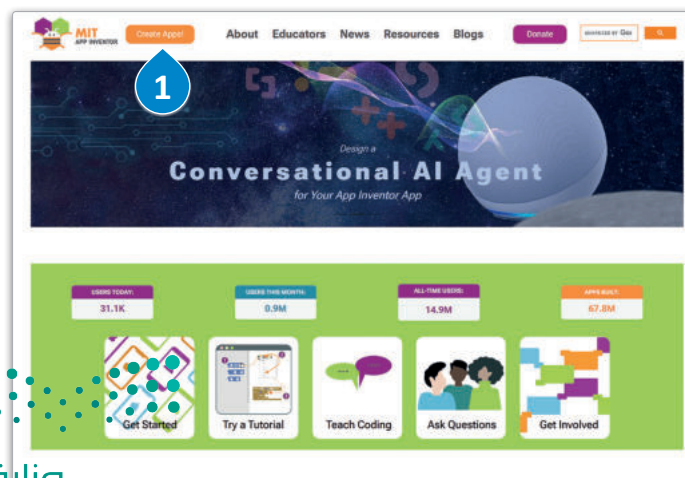 MIT
APP INVENTOR
Create Apps!
About Educators News Resources Blogs
Donate
1
Design a
Conversational AI Agent
for Your App Inventor App
USERS TODAY:
31.1K
USERS THIS MONTH:
0.9M
ALL-TIME USERS:
14.9M
APPS BUILT:
67.8M
Get Started
Try a Tutorial
Teach Coding
Ask Questions
Get Involved